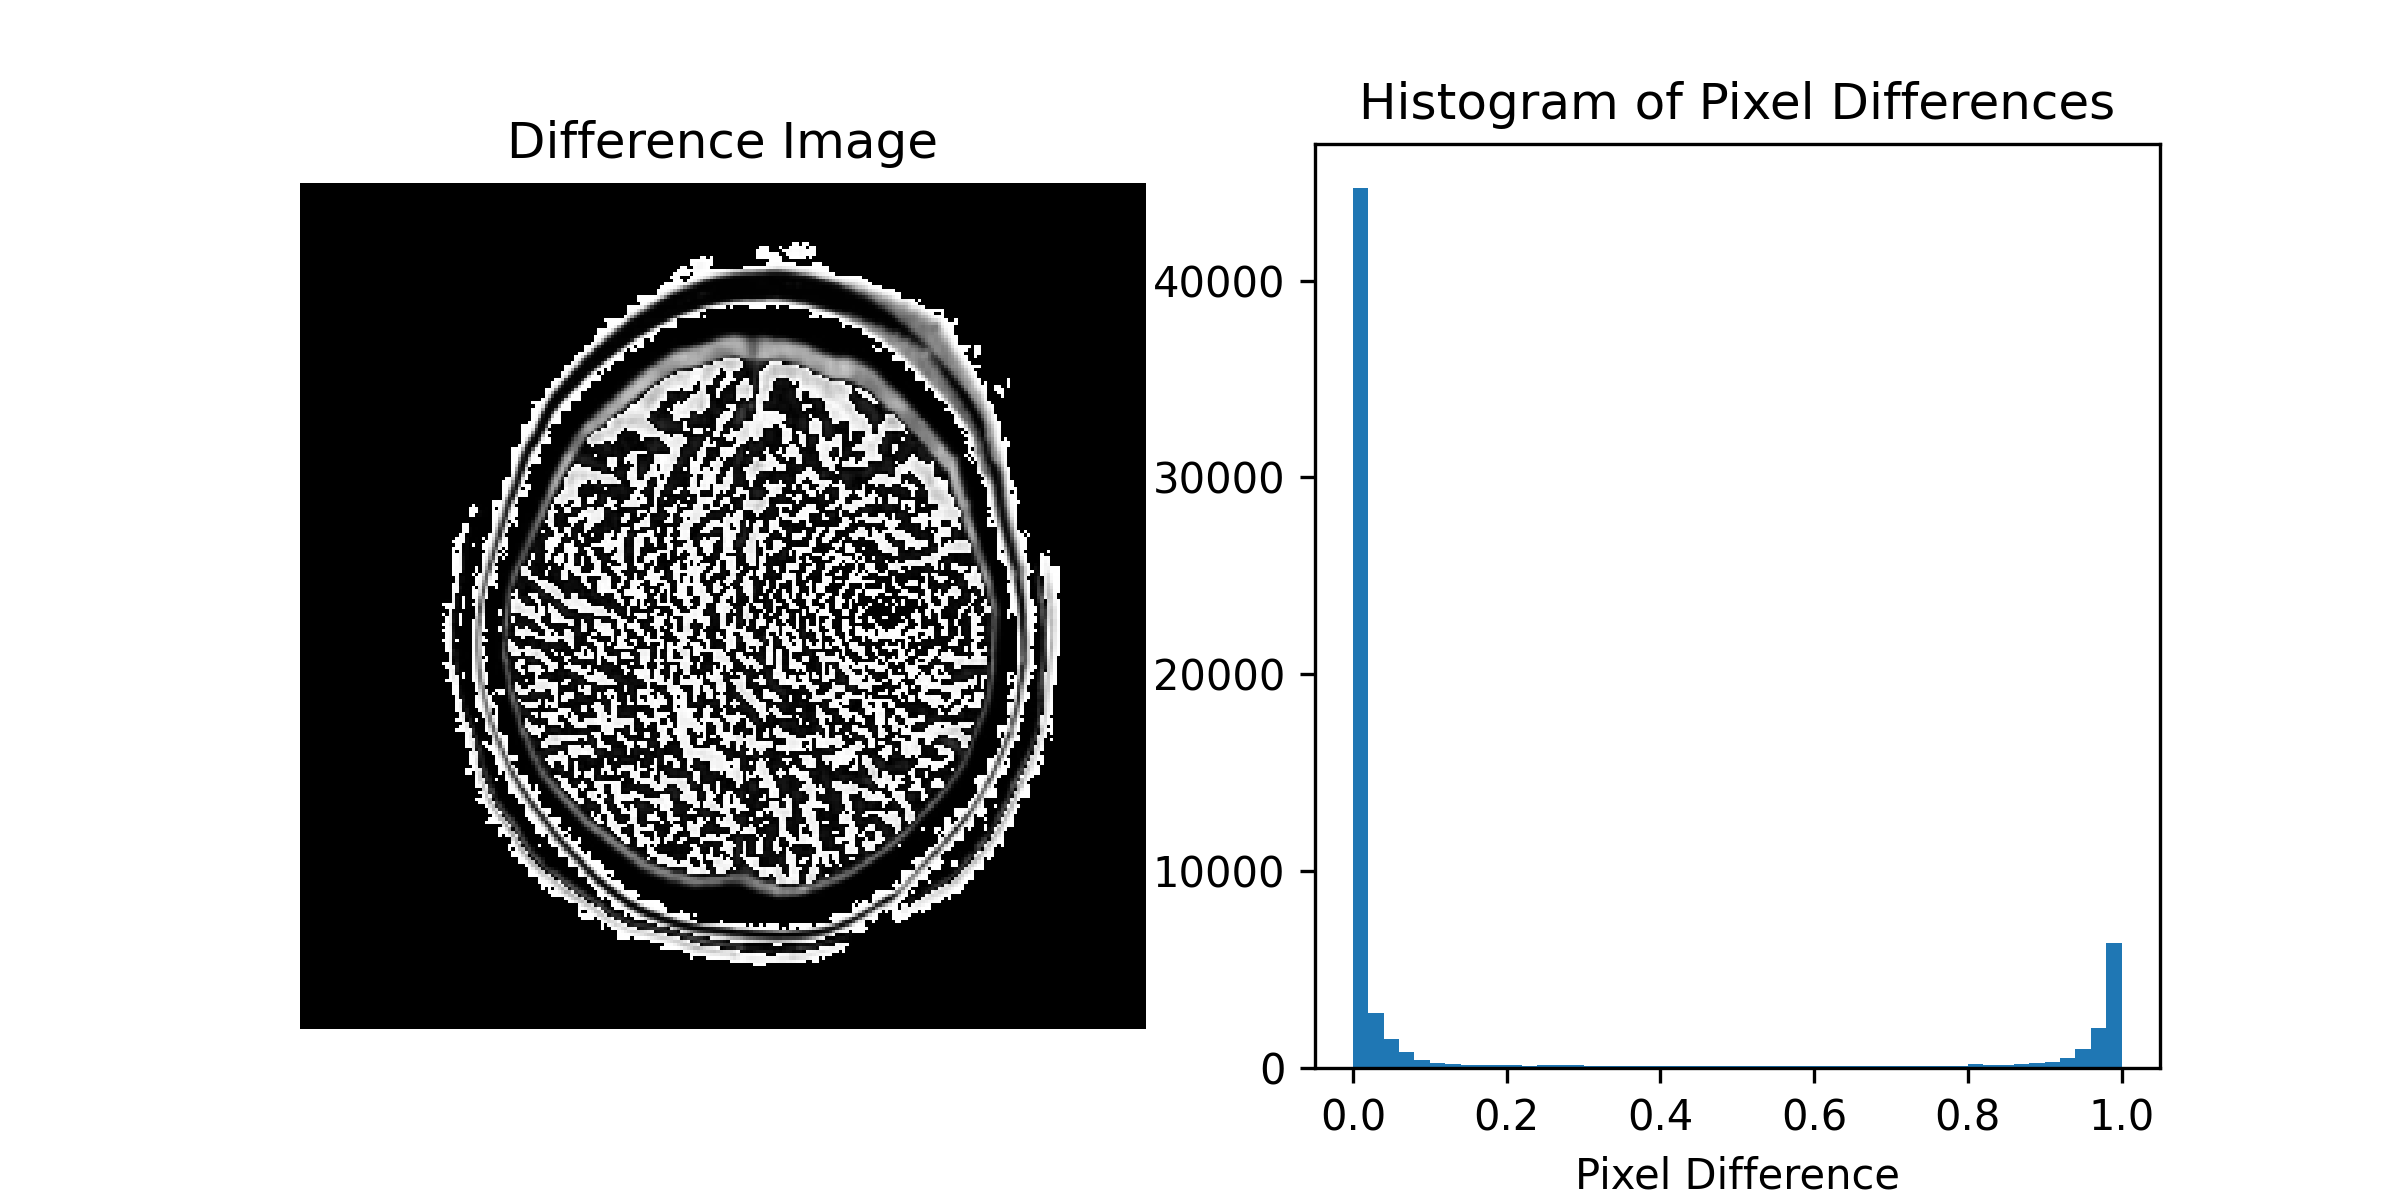 Difference Image
Histogram of Pixel Differences
40000
30000
20000
10000
0
0.0 0.2 0.4 0.6 0.8 1.0
Pixel Difference